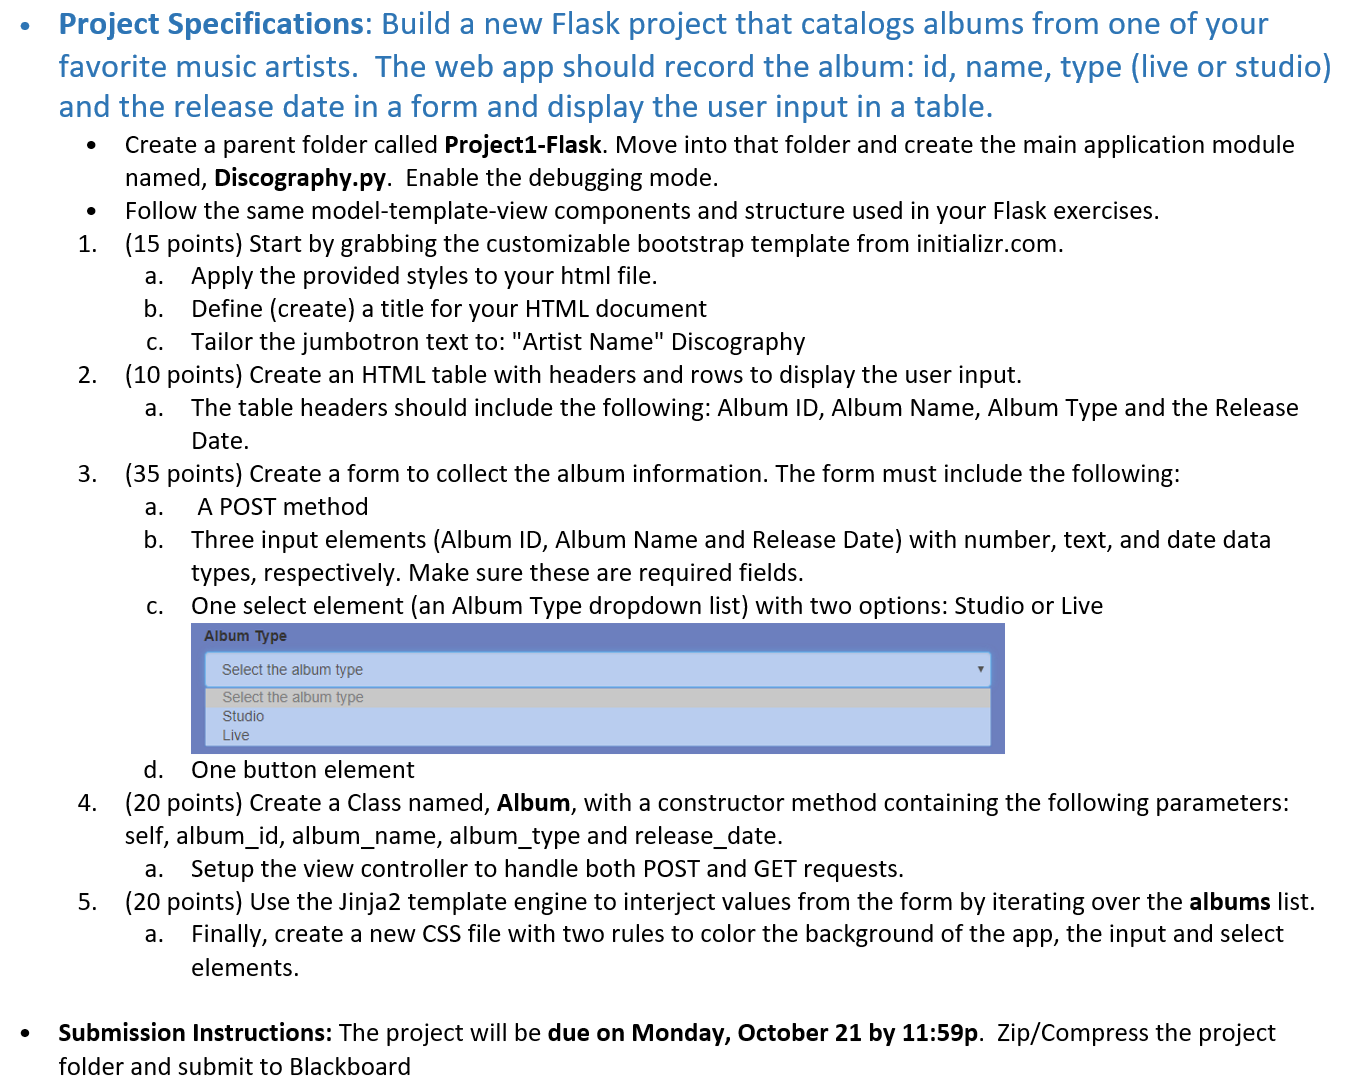 • Project Specifications: Build a new Flask project that catalogs albums from one of your
favorite music artists.  The web app should record the album: id, name, type (live or studio)
and the release date in a form and display the user input in a table.
• Create a parent folder called Project1-Flask. Move into that folder and create the main application module
named, Discography.py.  Enable the debugging mode.
• Follow the same model-template-view components and structure used in your Flask exercises.
1. (15 points) Start by grabbing the customizable bootstrap template from initializr.com.
a. Apply the provided styles to your html file.
b. Define (create) a title for your HTML document
c. Tailor the jumbotron text to: "Artist Name" Discography
2. (10 points) Create an HTML table with headers and rows to display the user input.
a. The table headers should include the following: Album ID, Album Name, Album Type and the Release
Date.
3. (35 points) Create a form to collect the album information. The form must include the following:
a. A POST method
b. Three input elements (Album ID, Album Name and Release Date) with number, text, and date data
types, respectively. Make sure these are required fields.
c. One select element (an Album Type dropdown list) with two options: Studio or Live
Album Type
Select the album type
Select the album type
Studio
Live
d. One button element
4. (20 points) Create a Class named, Album, with a constructor method containing the following parameters:
self, album_id, album_name, album_type and release_date.
a. Setup the view controller to handle both POST and GET requests.
5. (20 points) Use the Jinja2 template engine to interject values from the form by iterating over the albums list.
a. Finally, create a new CSS file with two rules to color the background of the app, the input and select
elements.
• Submission Instructions: The project will be due on Monday, October 21 by 11:59p.  Zip/Compress the project
folder and submit to Blackboard